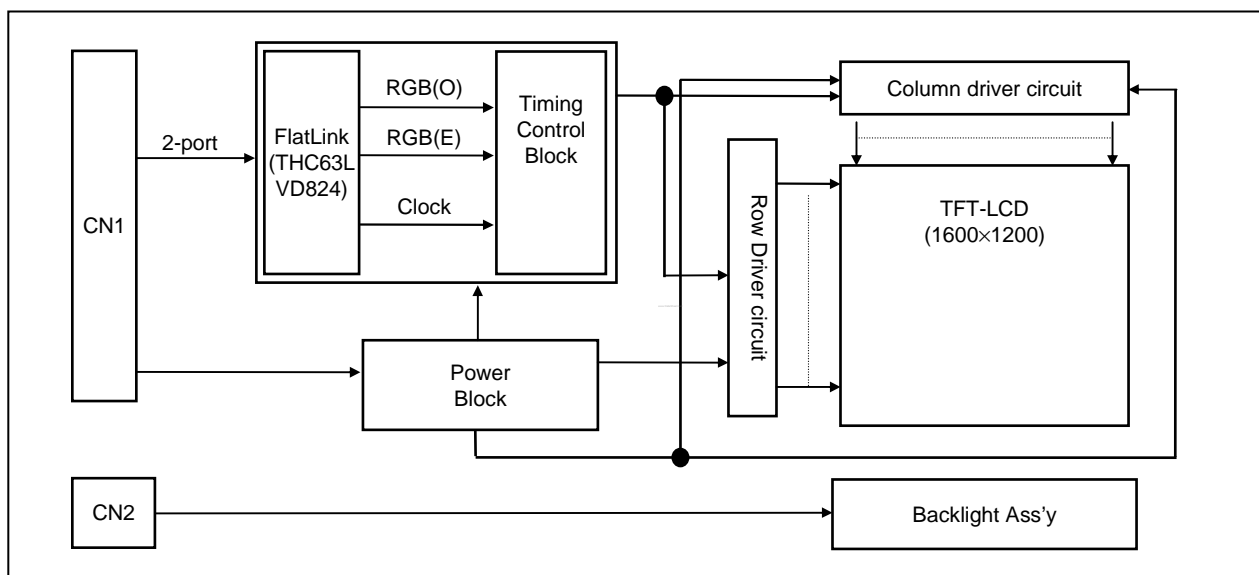 CN1
2-port
FlatLink
(THC63L
VD824)
RGB(O)
RGB(E)
Clock
Timing
Control
Block
Column driver circuit
Row Driver circuit
TFT-LCD
(1600×1200)
Power
Block
CN2
Backlight Ass’y